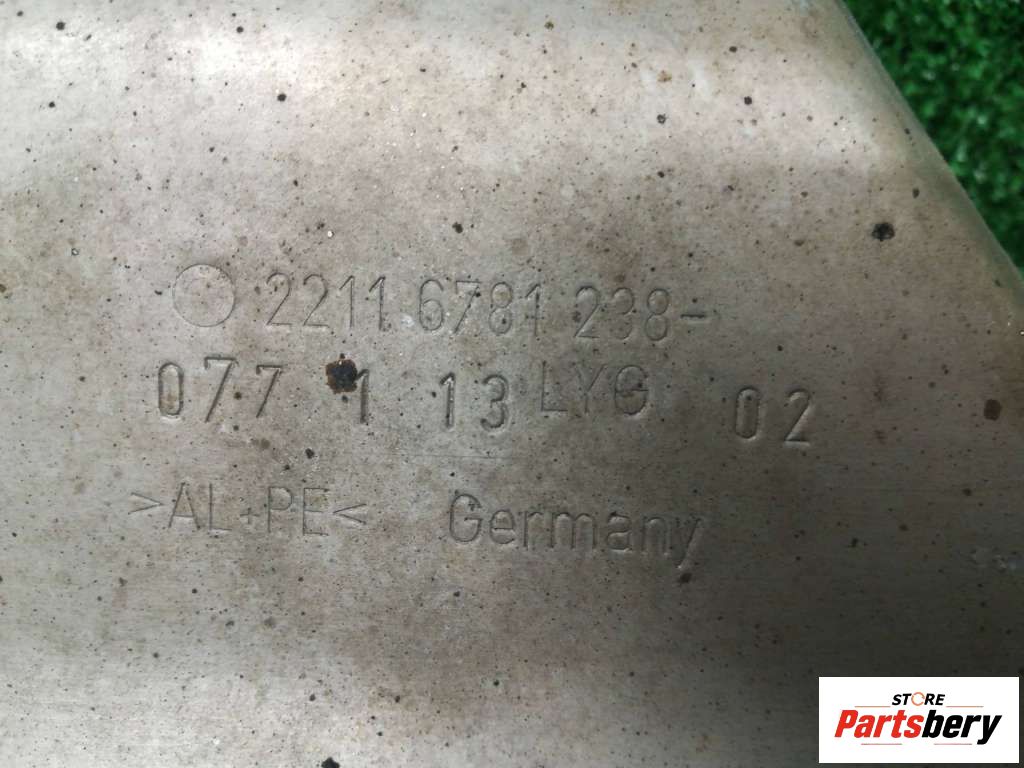 2211 6781 238-
077 1 13 LYG 02
>AL+PE< Germany
STORE
Partsbery